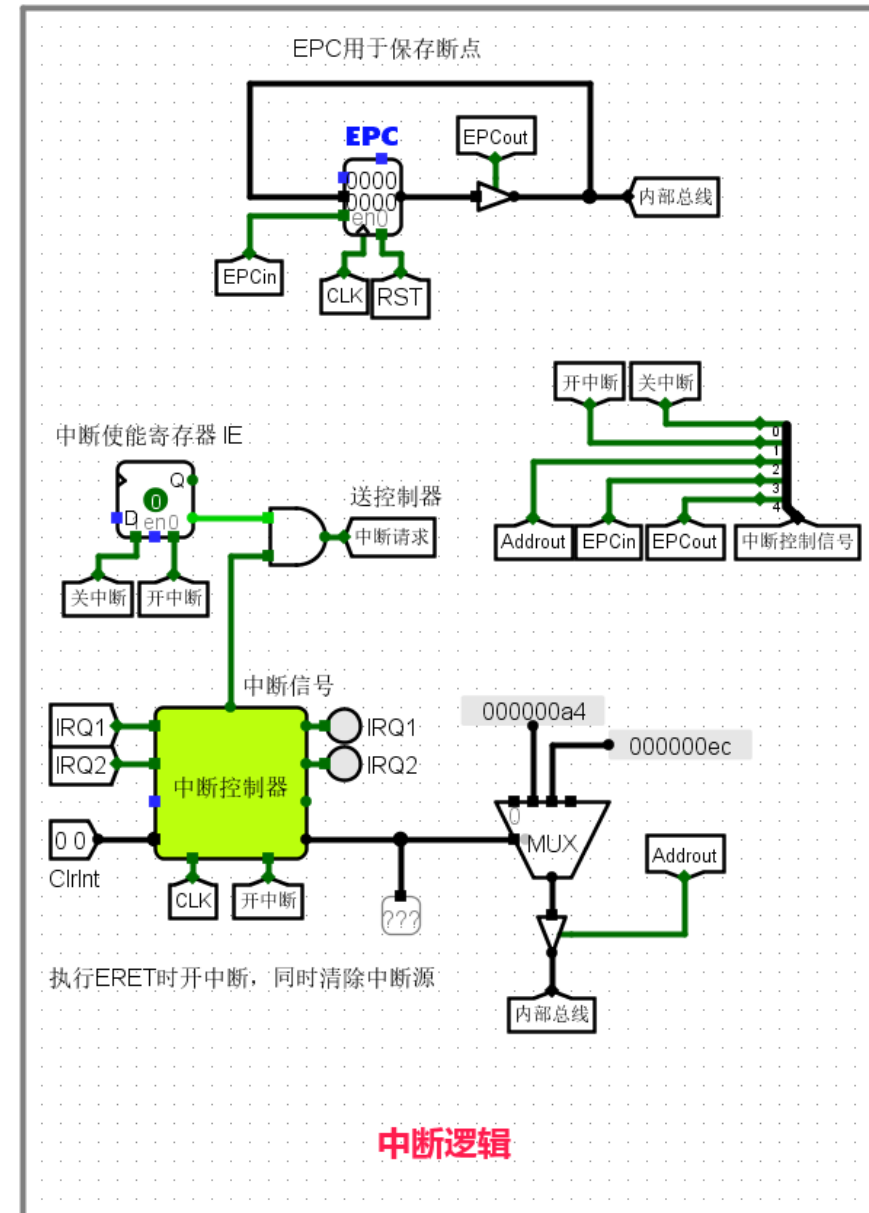 EPC用于保存断点
EPC
EPCout
0000
0000
en0
内部总线
EPCin
CLK
RST
开中断
关中断
中断使能寄存器 IE
0
1
2
3
4
Q
0
D
1 en0
送控制器
中断请求
Addrout
EPCin
EPCout
中断控制信号
关中断
开中断
中断信号
000000a4
IRQ1
IRQ1
000000ec
IRQ2
IRQ2
中断控制器
0
MUX
0 0
Addrout
ClrInt
CLK
开中断
???
执行ERET时开中断，同时清除中断源
内部总线
中断逻辑